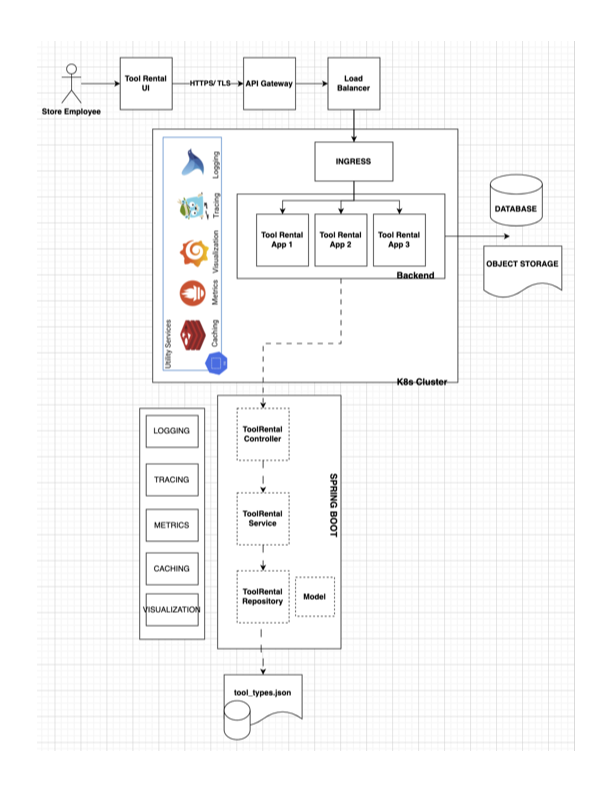 Tool Rental
UI
HTTPS/ TLS
API Gateway
Load
Balancer
Store Employee
INGRESS
Logging
Tracing
Visualization
Metrics
Caching
Utility Services
Tool Rental
App 1
Tool Rental
App 2
Tool Rental
App 3
Backend
K8s Cluster
DATABASE
OBJECT STORAGE
LOGGING
TRACING
METRICS
CACHING
VISUALIZATION
ToolRental
Controller
ToolRental
Service
ToolRental
Repository
Model
SPRING BOOT
tool_types.json